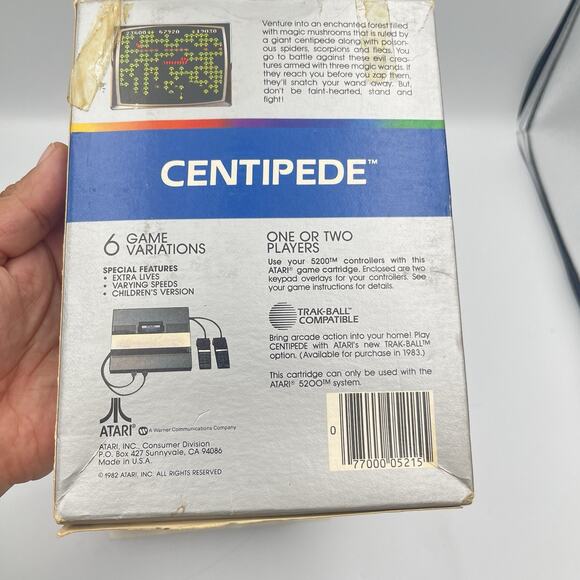 23600 67920 19030
Venture into an enchanted forest filled
with magic mushrooms that is ruled by
a giant centipede along with poison-
ous spiders, scorpions and fleas. You
go to battle against these evil crea-
tures armed with three magic wands. If
they reach you before you zap them,
they'll snatch your wand away. But,
don't be faint-hearted, stand and
fight!
CENTIPEDE™
6 GAME
VARIATIONS
SPECIAL FEATURES
• EXTRA LIVES
• VARYING SPEEDS
• CHILDREN'S VERSION
ONE OR TWO
PLAYERS
Use your 5200™ controllers with this
ATARI® game cartridge. Enclosed are two
keypad overlays for your controllers. See
your game instructions for details.
TRAK-BALL™
COMPATIBLE
Bring arcade action into your home! Play
CENTIPEDE with ATARI's new TRAK-BALL™
option. (Available for purchase in 1983.)
This cartridge can only be used with the
ATARI® 5200™ system.
ATARI® A Warner Communications Company
ATARI, INC., Consumer Division
P.O. Box 427 Sunnyvale, CA 94086
Made in U.S.A.
© 1982 ATARI, INC. ALL RIGHTS RESERVED
0 77000 05215